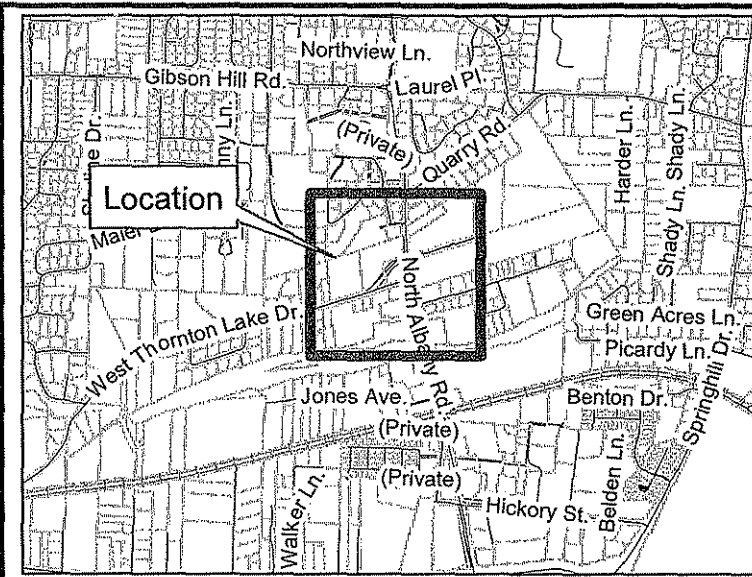 Northview Ln.
Gibson Hill Rd.
Laurel Pl.
(Private)
Quarry Rd.
Harder Ln.
Shady Ln.
Shady Ln.
Location
North Albany Rd.
West Thornton Lake Dr.
Green Acres Ln.
Picardy Ln.
Springhill Dr.
Jones Ave.
Benton Dr.
(Private)
(Private)
Walker Ln.
Hickory St.
Belden Ln.